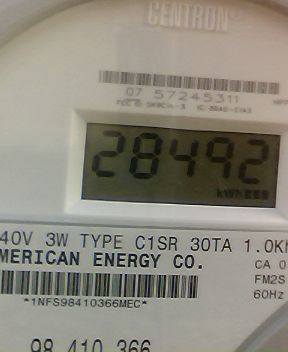 CENTRON®
07 57245311
28492
kWh
40V 3W TYPE C1SR 30TA 1.0Kh
MERICAN ENERGY CO.
CA 0
FM2S
60Hz
*1NFS98410366MEC*
98 410 366